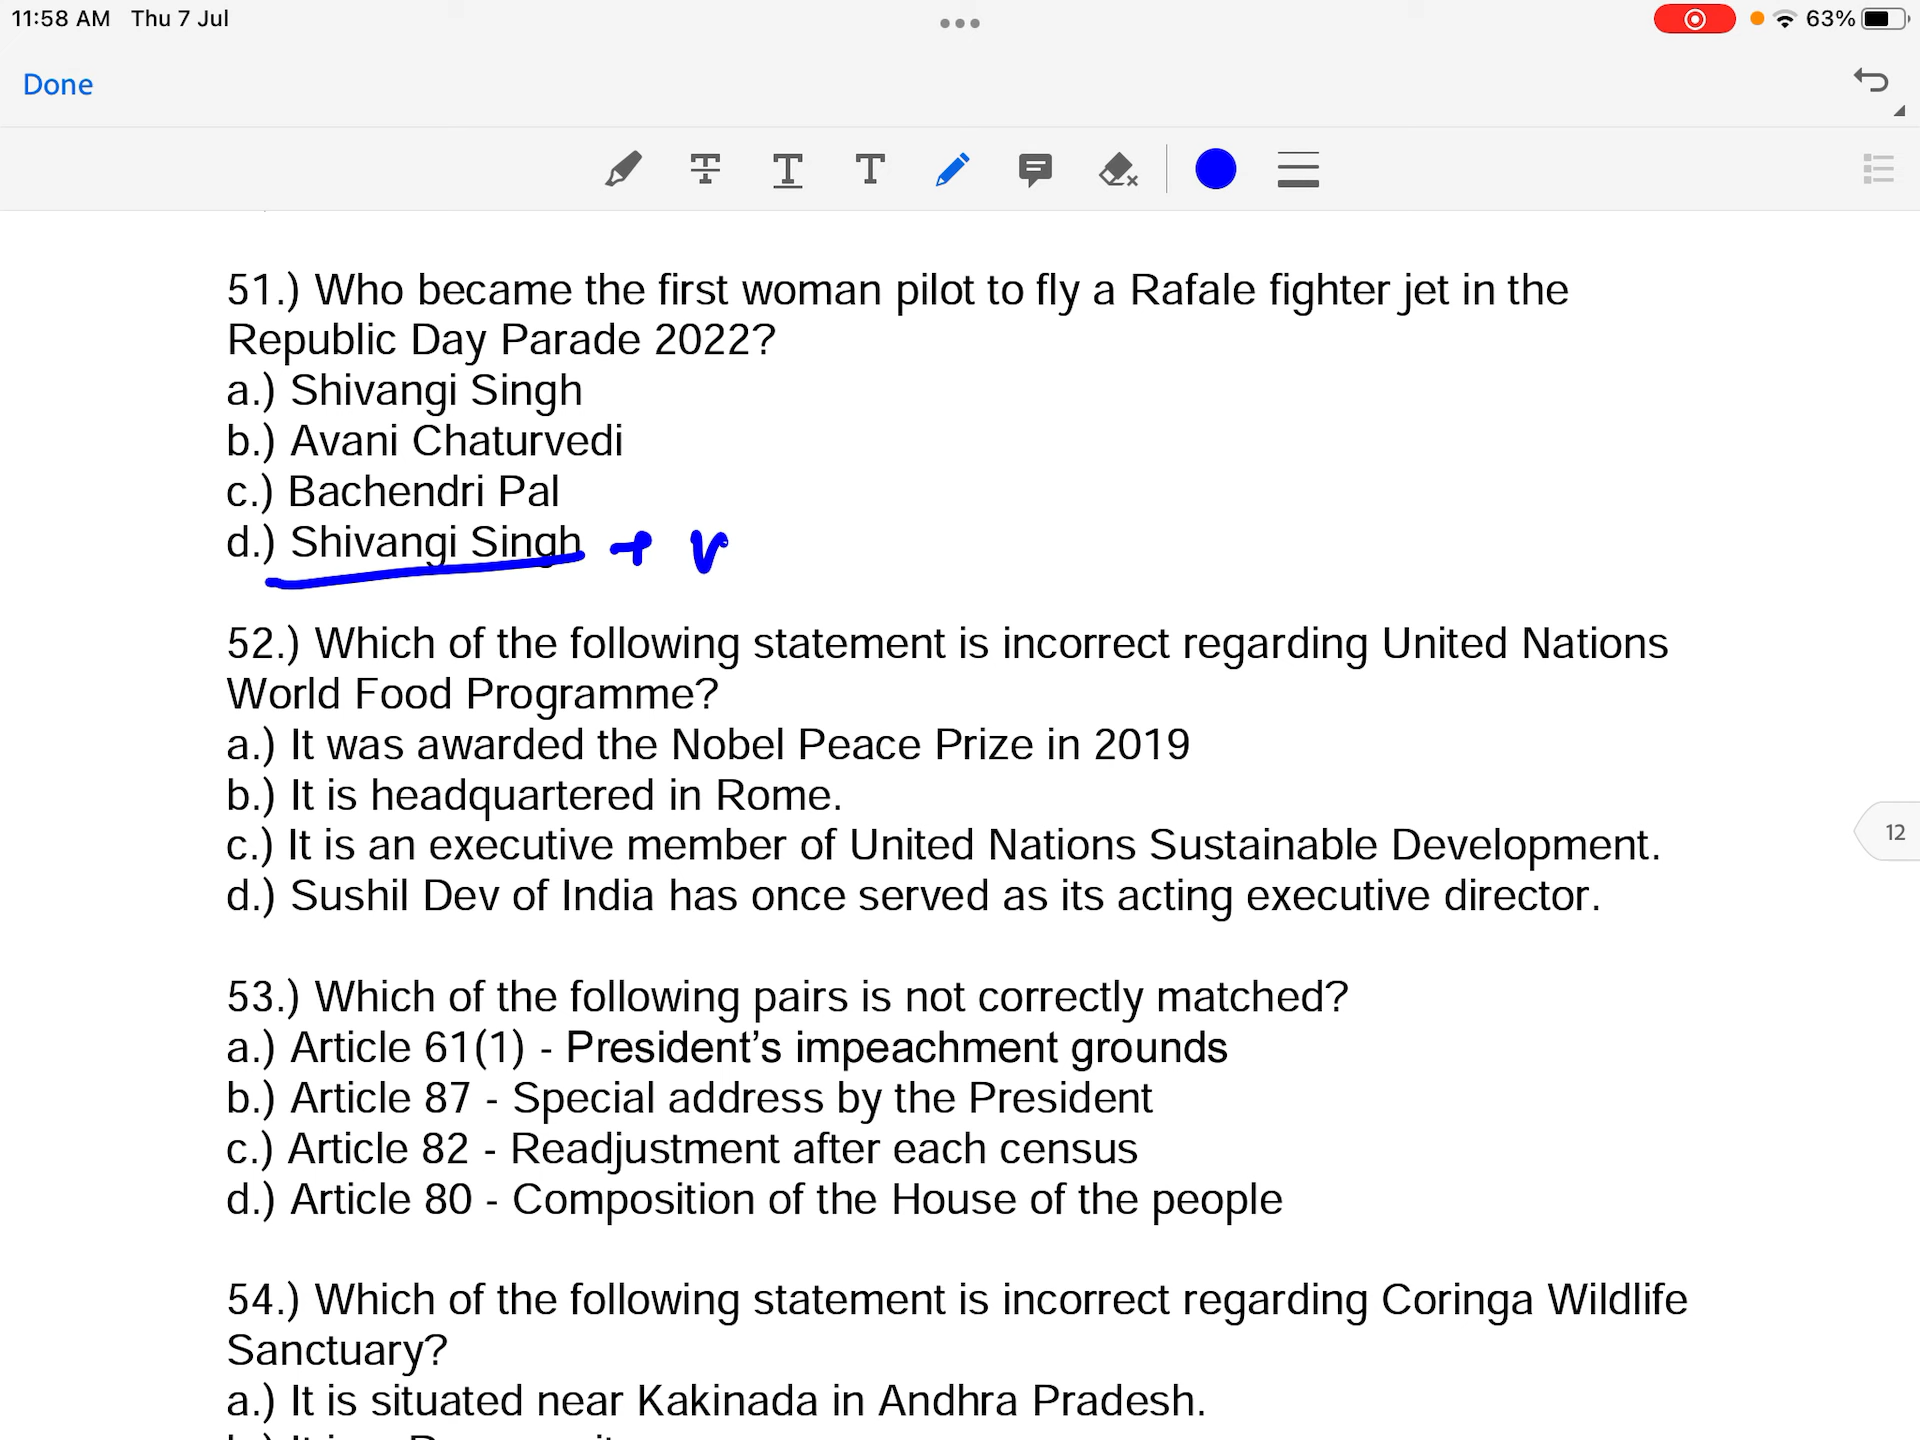 11:58 AM Thu 7 Jul
63%
Done
51.) Who became the first woman pilot to fly a Rafale fighter jet in the
Republic Day Parade 2022?
a.) Shivangi Singh
b.) Avani Chaturvedi
c.) Bachendri Pal
d.) Shivangi Singh
52.) Which of the following statement is incorrect regarding United Nations
World Food Programme?
a.) It was awarded the Nobel Peace Prize in 2019
b.) It is headquartered in Rome.
c.) It is an executive member of United Nations Sustainable Development.
d.) Sushil Dev of India has once served as its acting executive director.
12
53.) Which of the following pairs is not correctly matched?
a.) Article 61(1) - President’s impeachment grounds
b.) Article 87 - Special address by the President
c.) Article 82 - Readjustment after each census
d.) Article 80 - Composition of the House of the people
54.) Which of the following statement is incorrect regarding Coringa Wildlife
Sanctuary?
a.) It is situated near Kakinada in Andhra Pradesh.